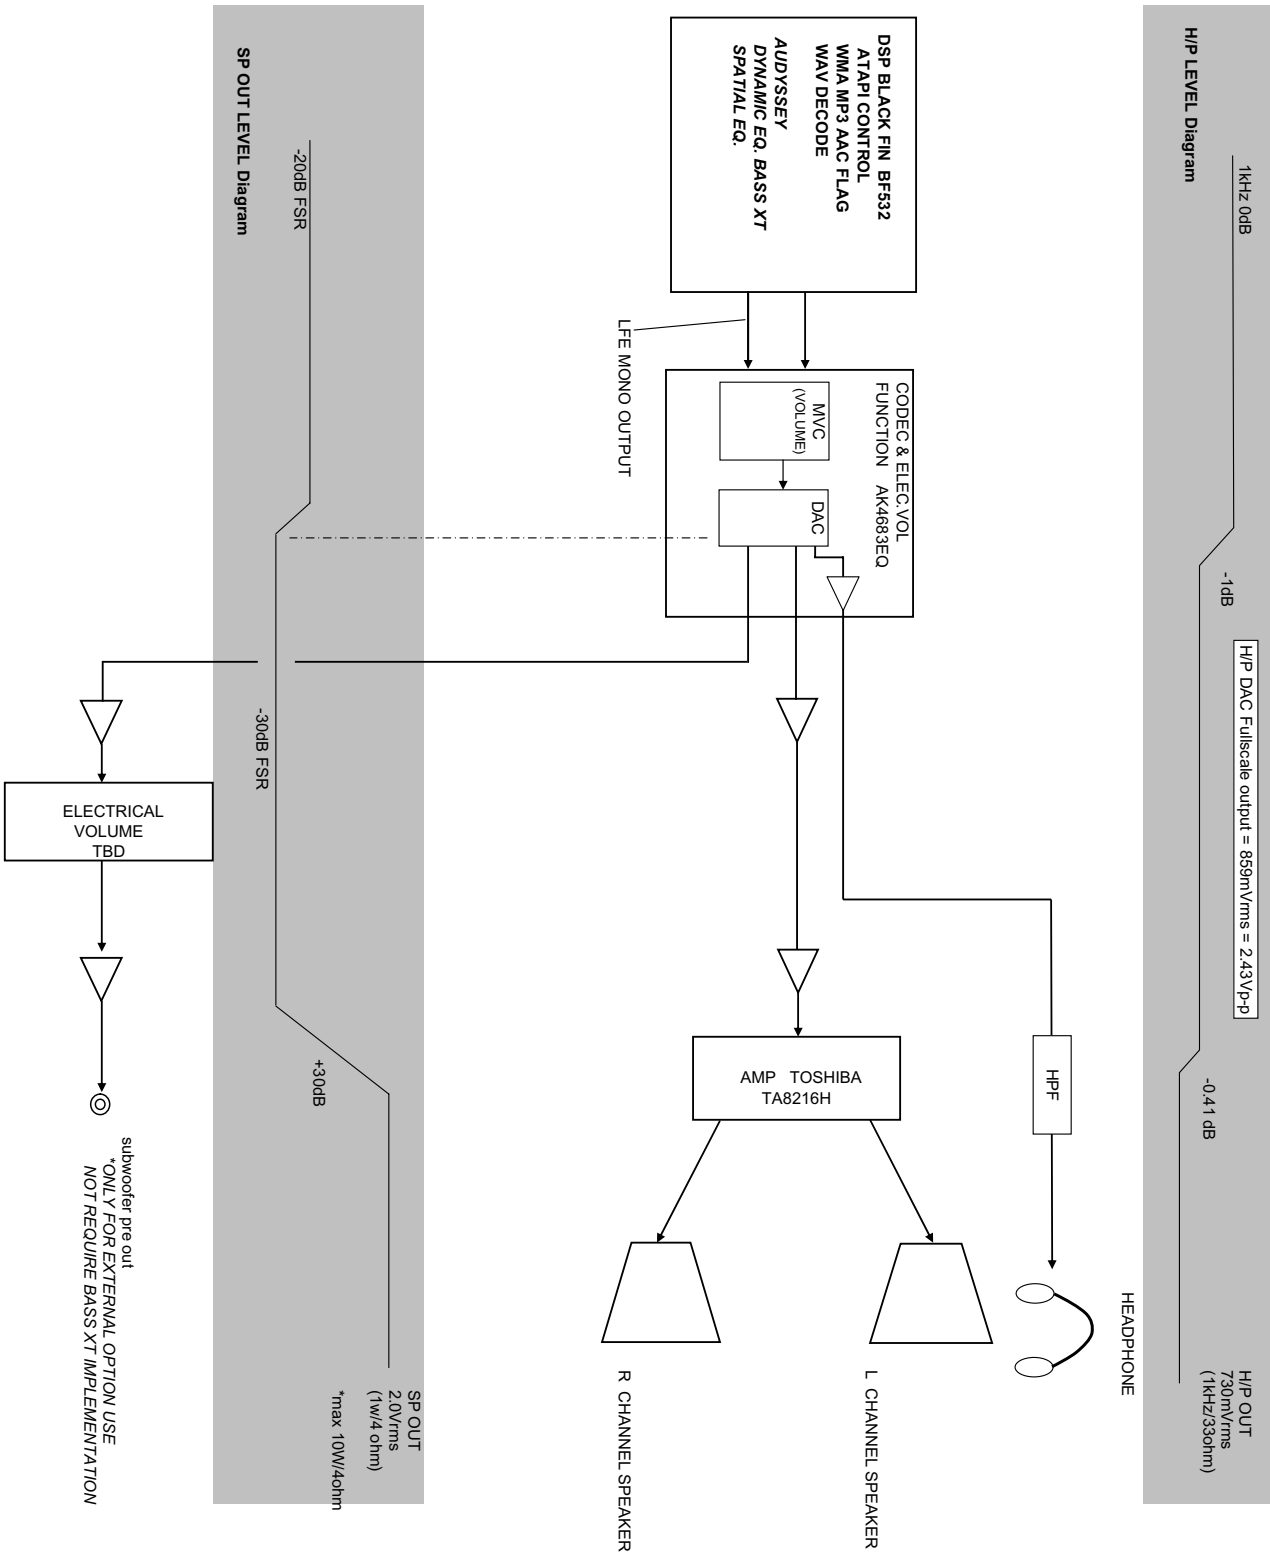 H/P LEVEL Diagram
1kHz 0dB
-1dB
H/P DAC Fullscale output = 859mVrms = 2.43Vp-p
-0.41 dB
H/P OUT
730mVrms
(1kHz/33ohm)
DSP BLACK FIN BF532
ATAPI CONTROL
WMA MP3 AAC FLAG
WAV DECODE
AUDYSSEY
DYNAMIC EQ. BASS XT
SPATIAL EQ.
LFE MONO OUTPUT
CODEC & ELEC.VOL
FUNCTION AK4683EQ
MVC
(VOLUME)
DAC
HPF
HEADPHONE
AMP TOSHIBA
TA8216H
L CHANNEL SPEAKER
R CHANNEL SPEAKER
SP OUT LEVEL Diagram
-20dB FSR
-30dB FSR
+30dB
SP OUT
2.0Vrms
(1w/4 ohm)
*max 10W/4ohm
ELECTRICAL
VOLUME
TBD
subwoofer pre out
*ONLY FOR EXTERNAL OPTION USE
NOT REQUIRE BASS XT IMPLEMENTATION